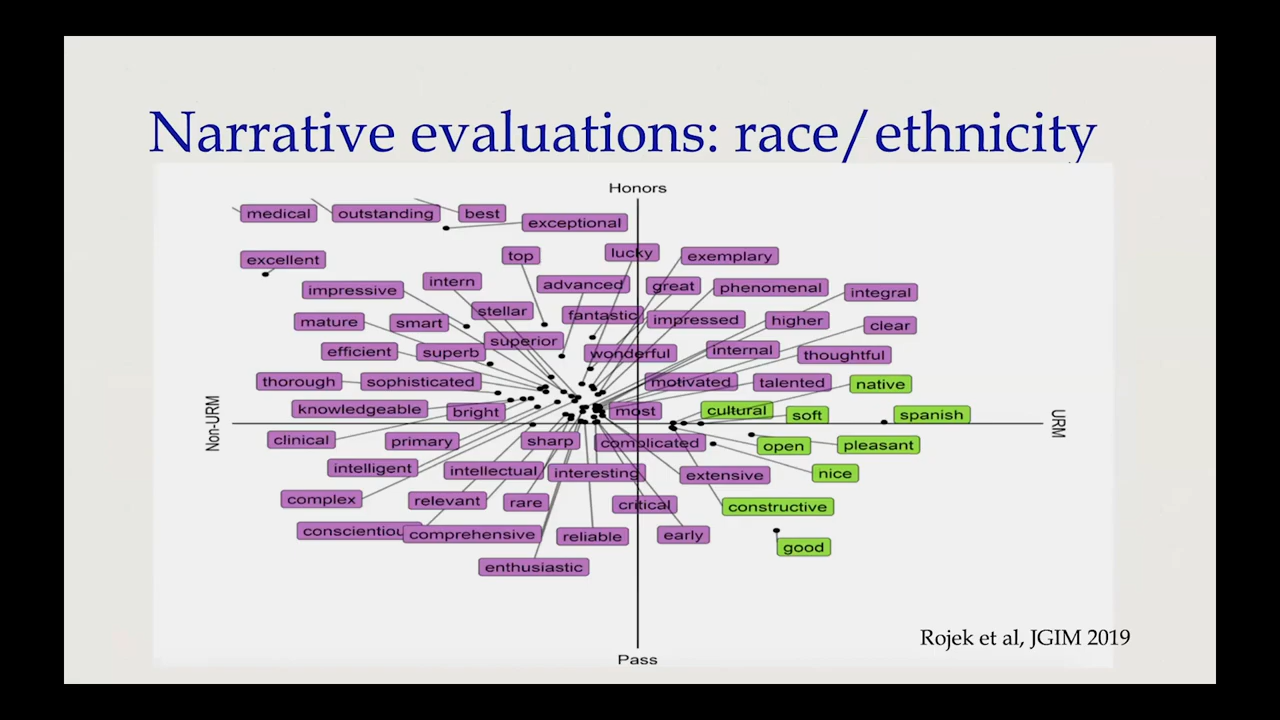 Narrative evaluations: race/ethnicity
Honors
medical outstanding best exceptional
excellent top lucky exemplary
impressive intern advanced great phenomenal integral
mature smart stellar fantastic impressed higher clear
efficient superb superior wonderful internal thoughtful
thorough sophisticated motivated talented native
knowledgeable bright most cultural soft spanish
Non-URM
URM
clinical primary sharp complicated open pleasant
intelligent intellectual interesting extensive nice
complex relevant rare critical constructive
conscientiou comprehensive reliable early good
enthusiastic
Rojek et al, JGIM 2019
Pass